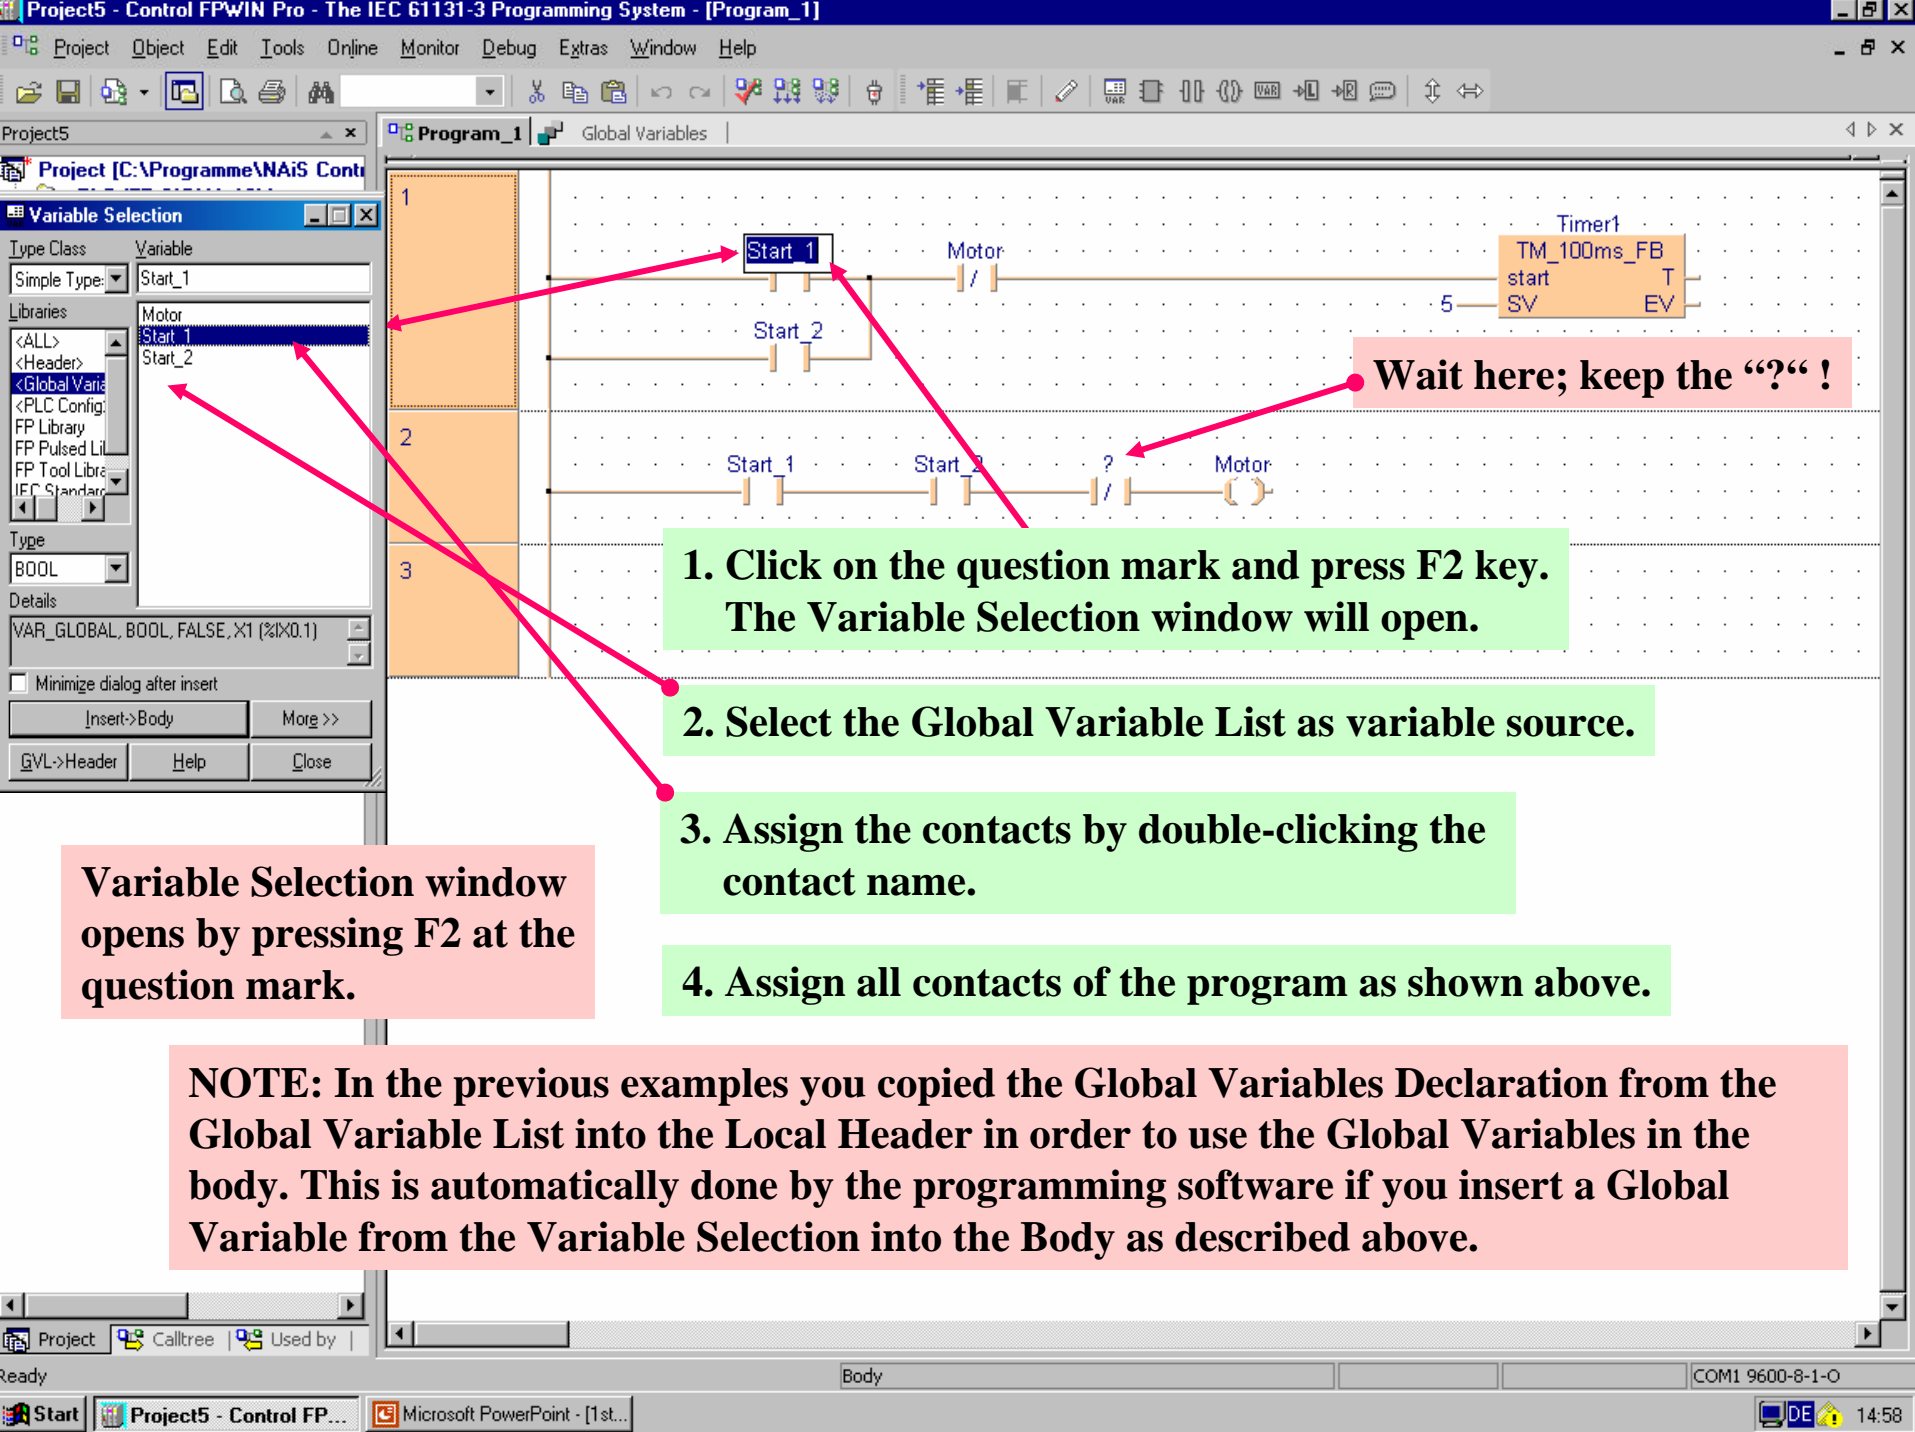 Project5 - Control FPWIN Pro - The IEC 61131-3 Programming System - [Program_1]
Project Object Edit Tools Online Monitor Debug Extras Window Help
Project5
Program_1 Global Variables
Project [C:\Programme\NAiS Contr
Variable Selection
Type Class Variable
Simple Type: Start_1
Libraries
<ALL>
<Header>
<Global Varia
<PLC Config:
FP Library
FP Pulsed Lil
FP Tool Libra
IEC Standard
Motor
Start_1
Start_2
Type
BOOL
Details
VAR_GLOBAL, BOOL, FALSE, X1 (%IX0.1)
Minimize dialog after insert
Insert->Body More >>
GVL->Header Help Close
1
Start_1 Motor
Timer1
TM_100ms_FB
start T
5 SV EV
Start_2
Wait here; keep the “?“ !
2
Start_1 Start_2 ? Motor
3
1. Click on the question mark and press F2 key.
The Variable Selection window will open.
2. Select the Global Variable List as variable source.
3. Assign the contacts by double-clicking the
contact name.
Variable Selection window
opens by pressing F2 at the
question mark.
4. Assign all contacts of the program as shown above.
NOTE: In the previous examples you copied the Global Variables Declaration from the
Global Variable List into the Local Header in order to use the Global Variables in the
body. This is automatically done by the programming software if you insert a Global
Variable from the Variable Selection into the Body as described above.
Project Calltree Used by
Ready Body COM1 9600-8-1-O
Start Project5 - Control FP... Microsoft PowerPoint - [1st... DE 14:58